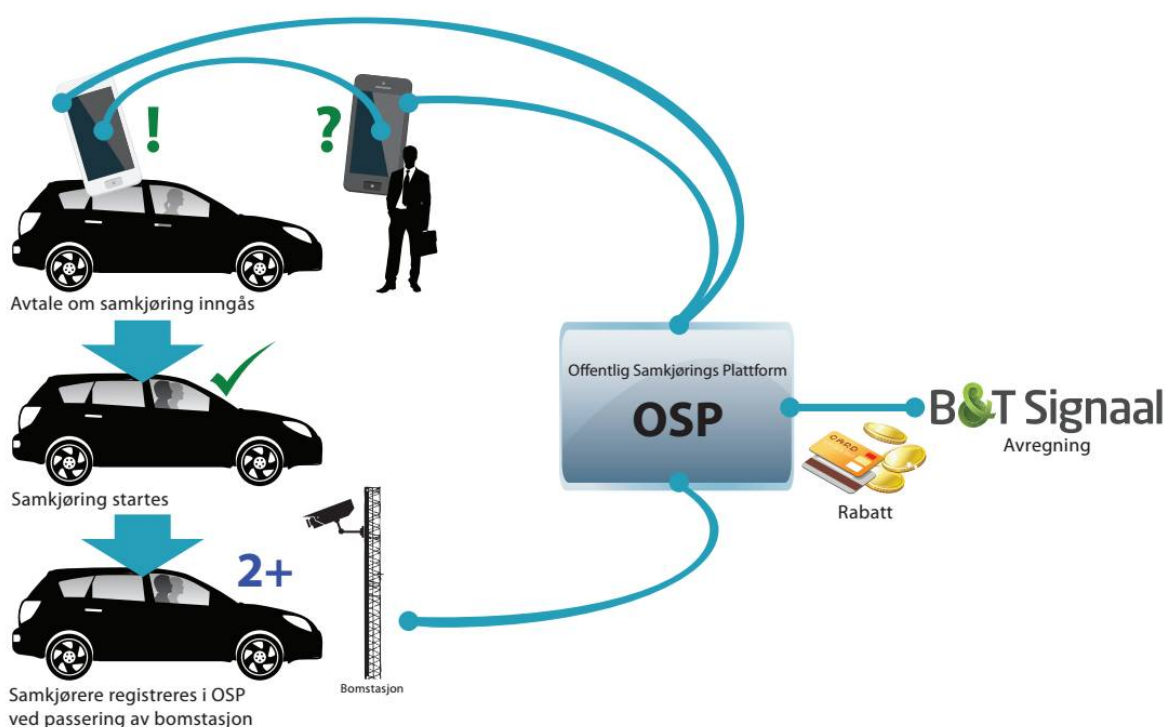 !
?
Avtale om samkjøring inngås
Offentlig Samkjørings Plattform
OSP
B&T Signaal
Avregning
CARD
Rabatt
Samkjøring startes
2+
Bomstasjon
Samkjørere registreres i OSP
ved passering av bomstasjon